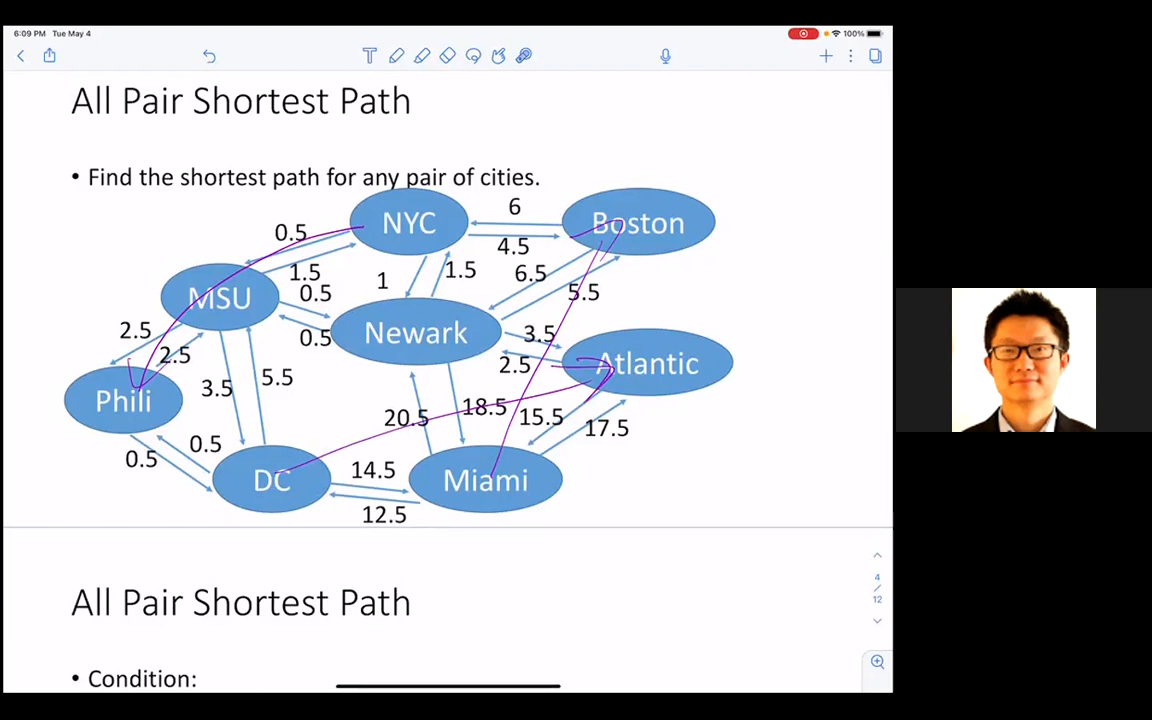 6:09 PM Tue May 4
100%
All Pair Shortest Path
• Find the shortest path for any pair of cities.
NYC
6
Boston
0.5
4.5
1.5
1
1.5
6.5
MSU
0.5
5.5
Newark
2.5
0.5
3.5
2.5
2.5
Atlantic
Phili
3.5
5.5
20.5
18.5
15.5
17.5
0.5
0.5
DC
14.5
Miami
12.5
All Pair Shortest Path
4
/
12
• Condition: